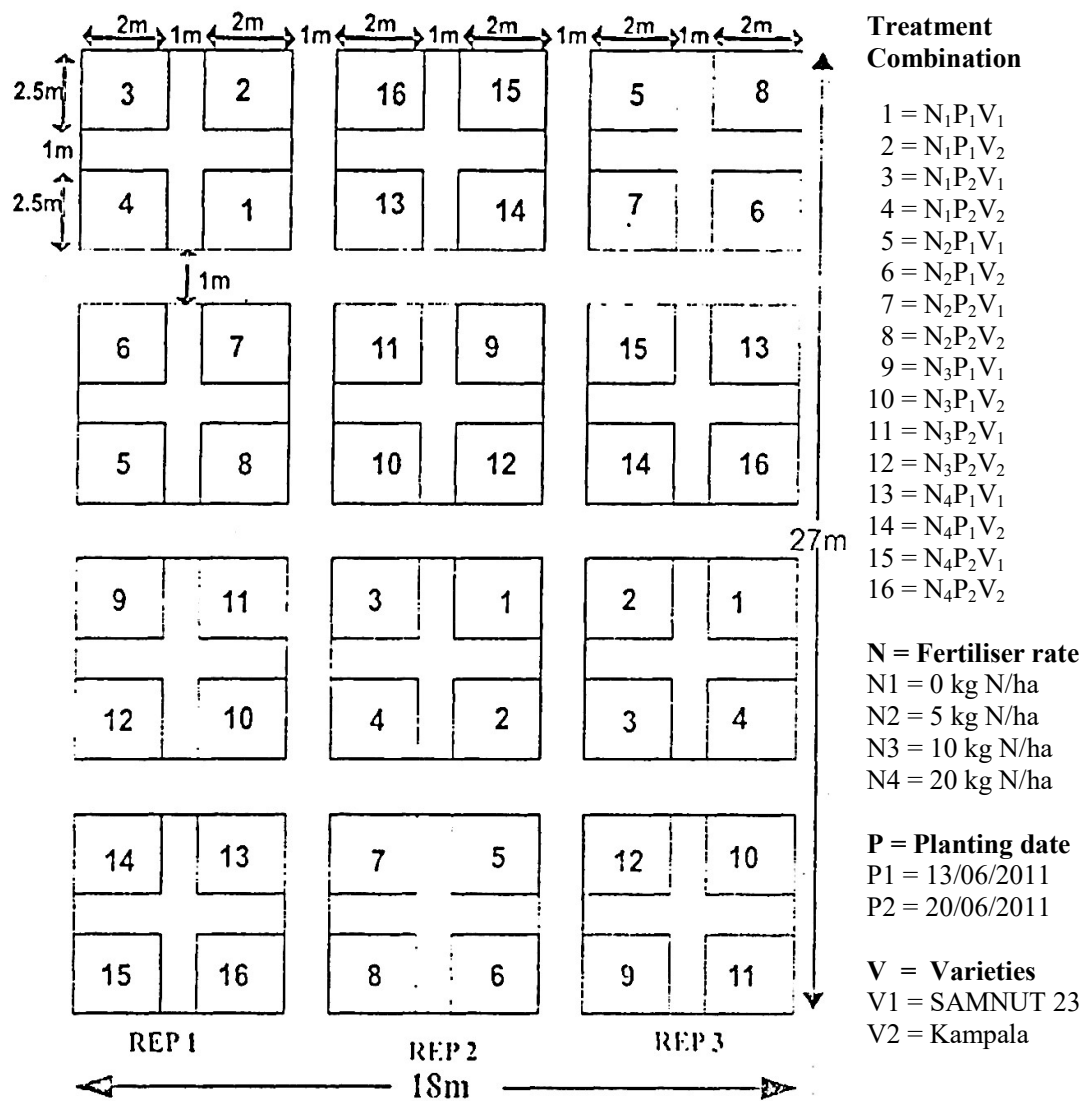 2m 1m 2m 1m 2m 1m 2m 1m 2m 1m 2m
2.5m
3 2 16 15 5 8
1m
2.5m
4 1 13 14 7 6
1m
6 7 11 9 15 13
5 8 10 12 14 16
27m
9 11 3 1 2 1
12 10 4 2 3 4
14 13 7 5 12 10
15 16 8 6 9 11
REP 1 REP 2 REP 3
18m
Treatment
Combination
1 = N₁P₁V₁
2 = N₁P₁V₂
3 = N₁P₂V₁
4 = N₁P₂V₂
5 = N₂P₁V₁
6 = N₂P₁V₂
7 = N₂P₂V₁
8 = N₂P₂V₂
9 = N₃P₁V₁
10 = N₃P₁V₂
11 = N₃P₂V₁
12 = N₃P₂V₂
13 = N₄P₁V₁
14 = N₄P₁V₂
15 = N₄P₂V₁
16 = N₄P₂V₂
N = Fertiliser rate
N1 = 0 kg N/ha
N2 = 5 kg N/ha
N3 = 10 kg N/ha
N4 = 20 kg N/ha
P = Planting date
P1 = 13/06/2011
P2 = 20/06/2011
V = Varieties
V1 = SAMNUT 23
V2 = Kampala